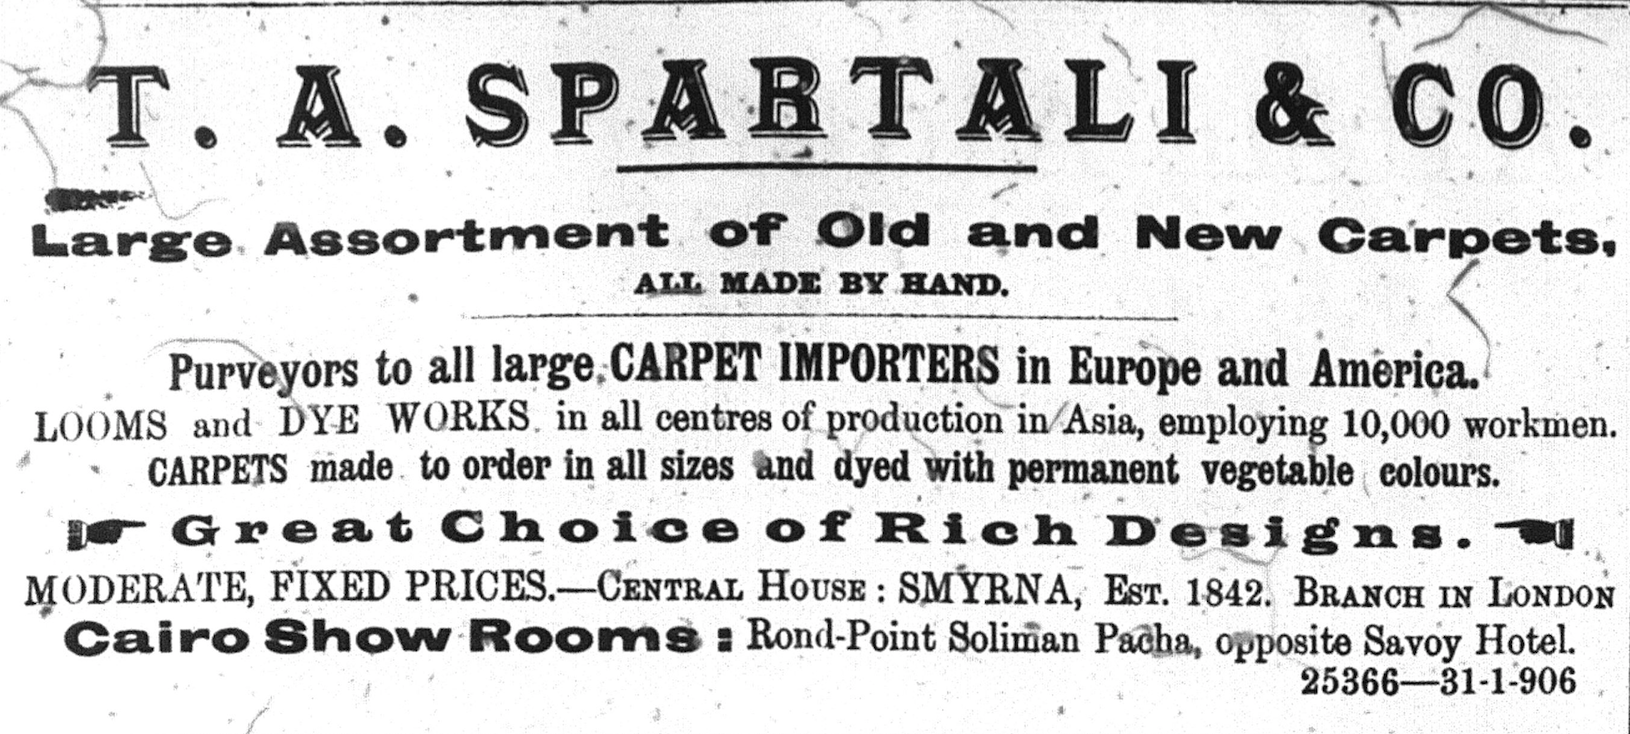 T. A. SPARTALI & CO.
Large Assortment of Old and New Carpets,
ALL MADE BY HAND.
Purveyors to all large CARPET IMPORTERS in Europe and America.
LOOMS and DYE WORKS in all centres of production in Asia, employing 10,000 workmen.
CARPETS made to order in all sizes and dyed with permanent vegetable colours.
☛ Great Choice of Rich Designs. ☚
MODERATE, FIXED PRICES.—CENTRAL HOUSE: SMYRNA, EST. 1842. BRANCH IN LONDON
Cairo Show Rooms: Rond-Point Soliman Pacha, opposite Savoy Hotel.
25366—31-1-906